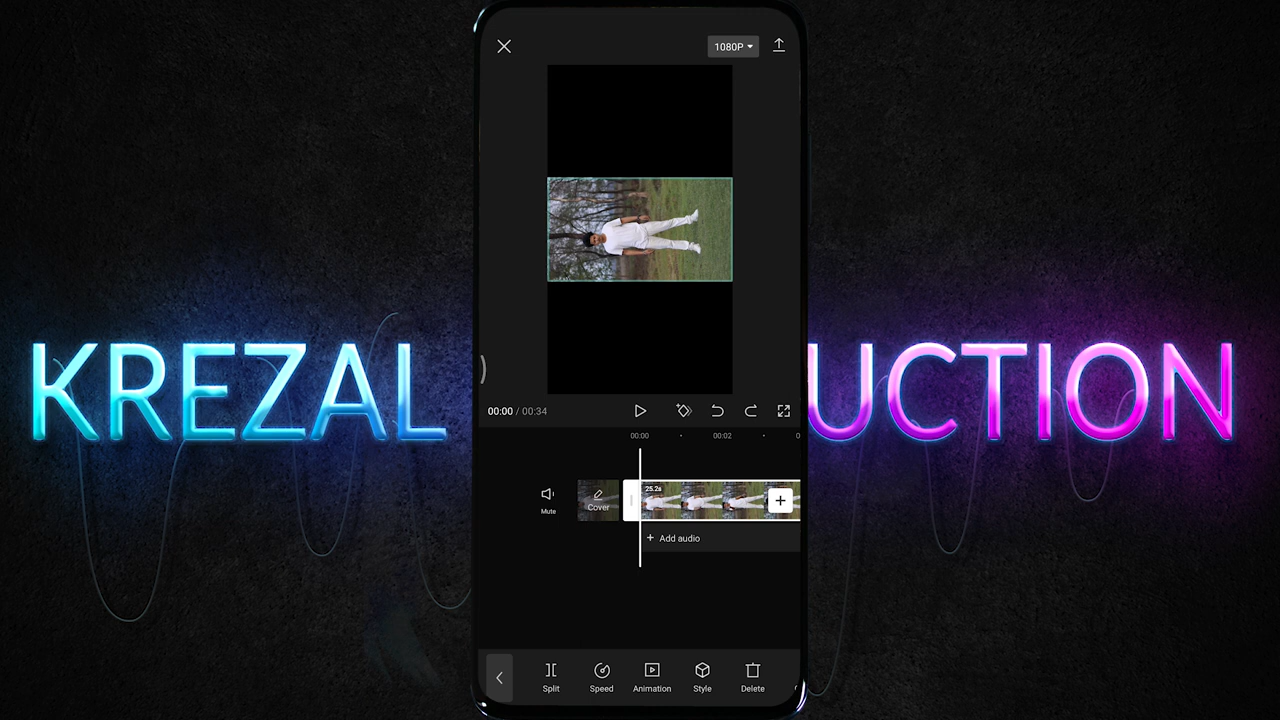 1080P
KREZAL
UCTION
00:00 / 00:34
00:00
00:02
0
Mute
Cover
25.2s
+ Add audio
Split
Speed
Animation
Style
Delete